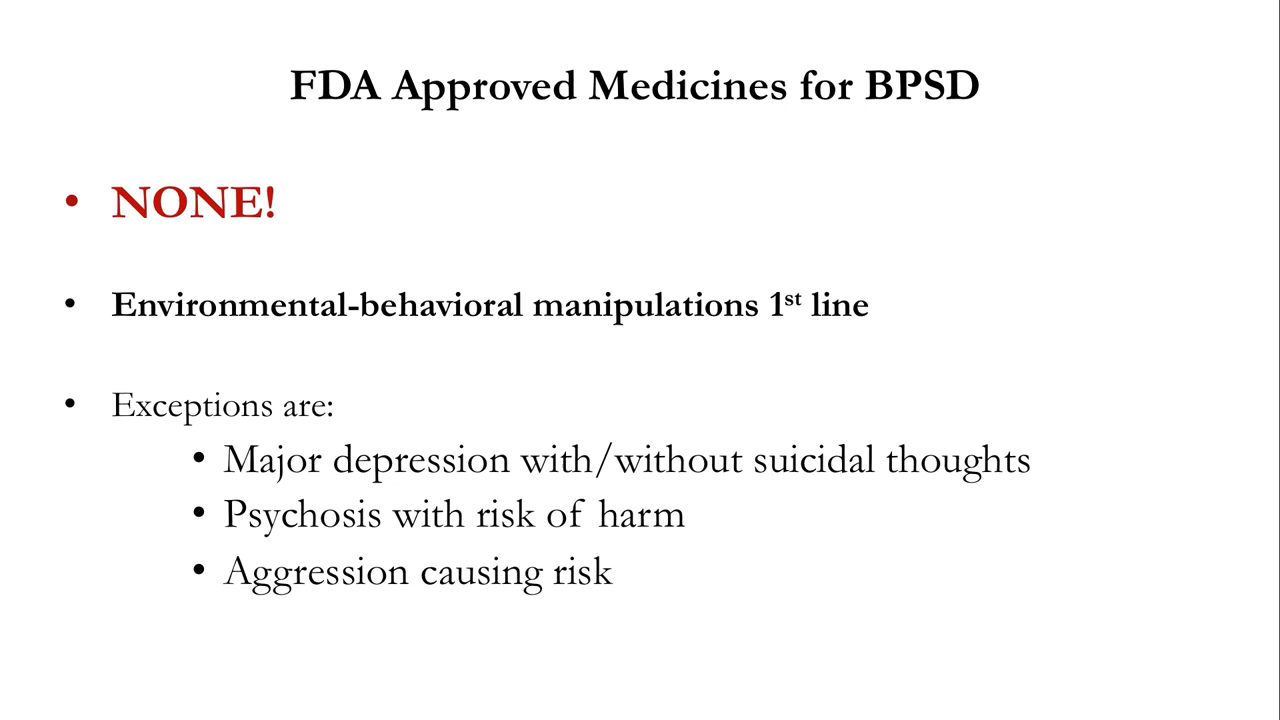 FDA Approved Medicines for BPSD
• NONE!
• Environmental-behavioral manipulations 1st line
• Exceptions are:
• Major depression with/without suicidal thoughts
• Psychosis with risk of harm
• Aggression causing risk